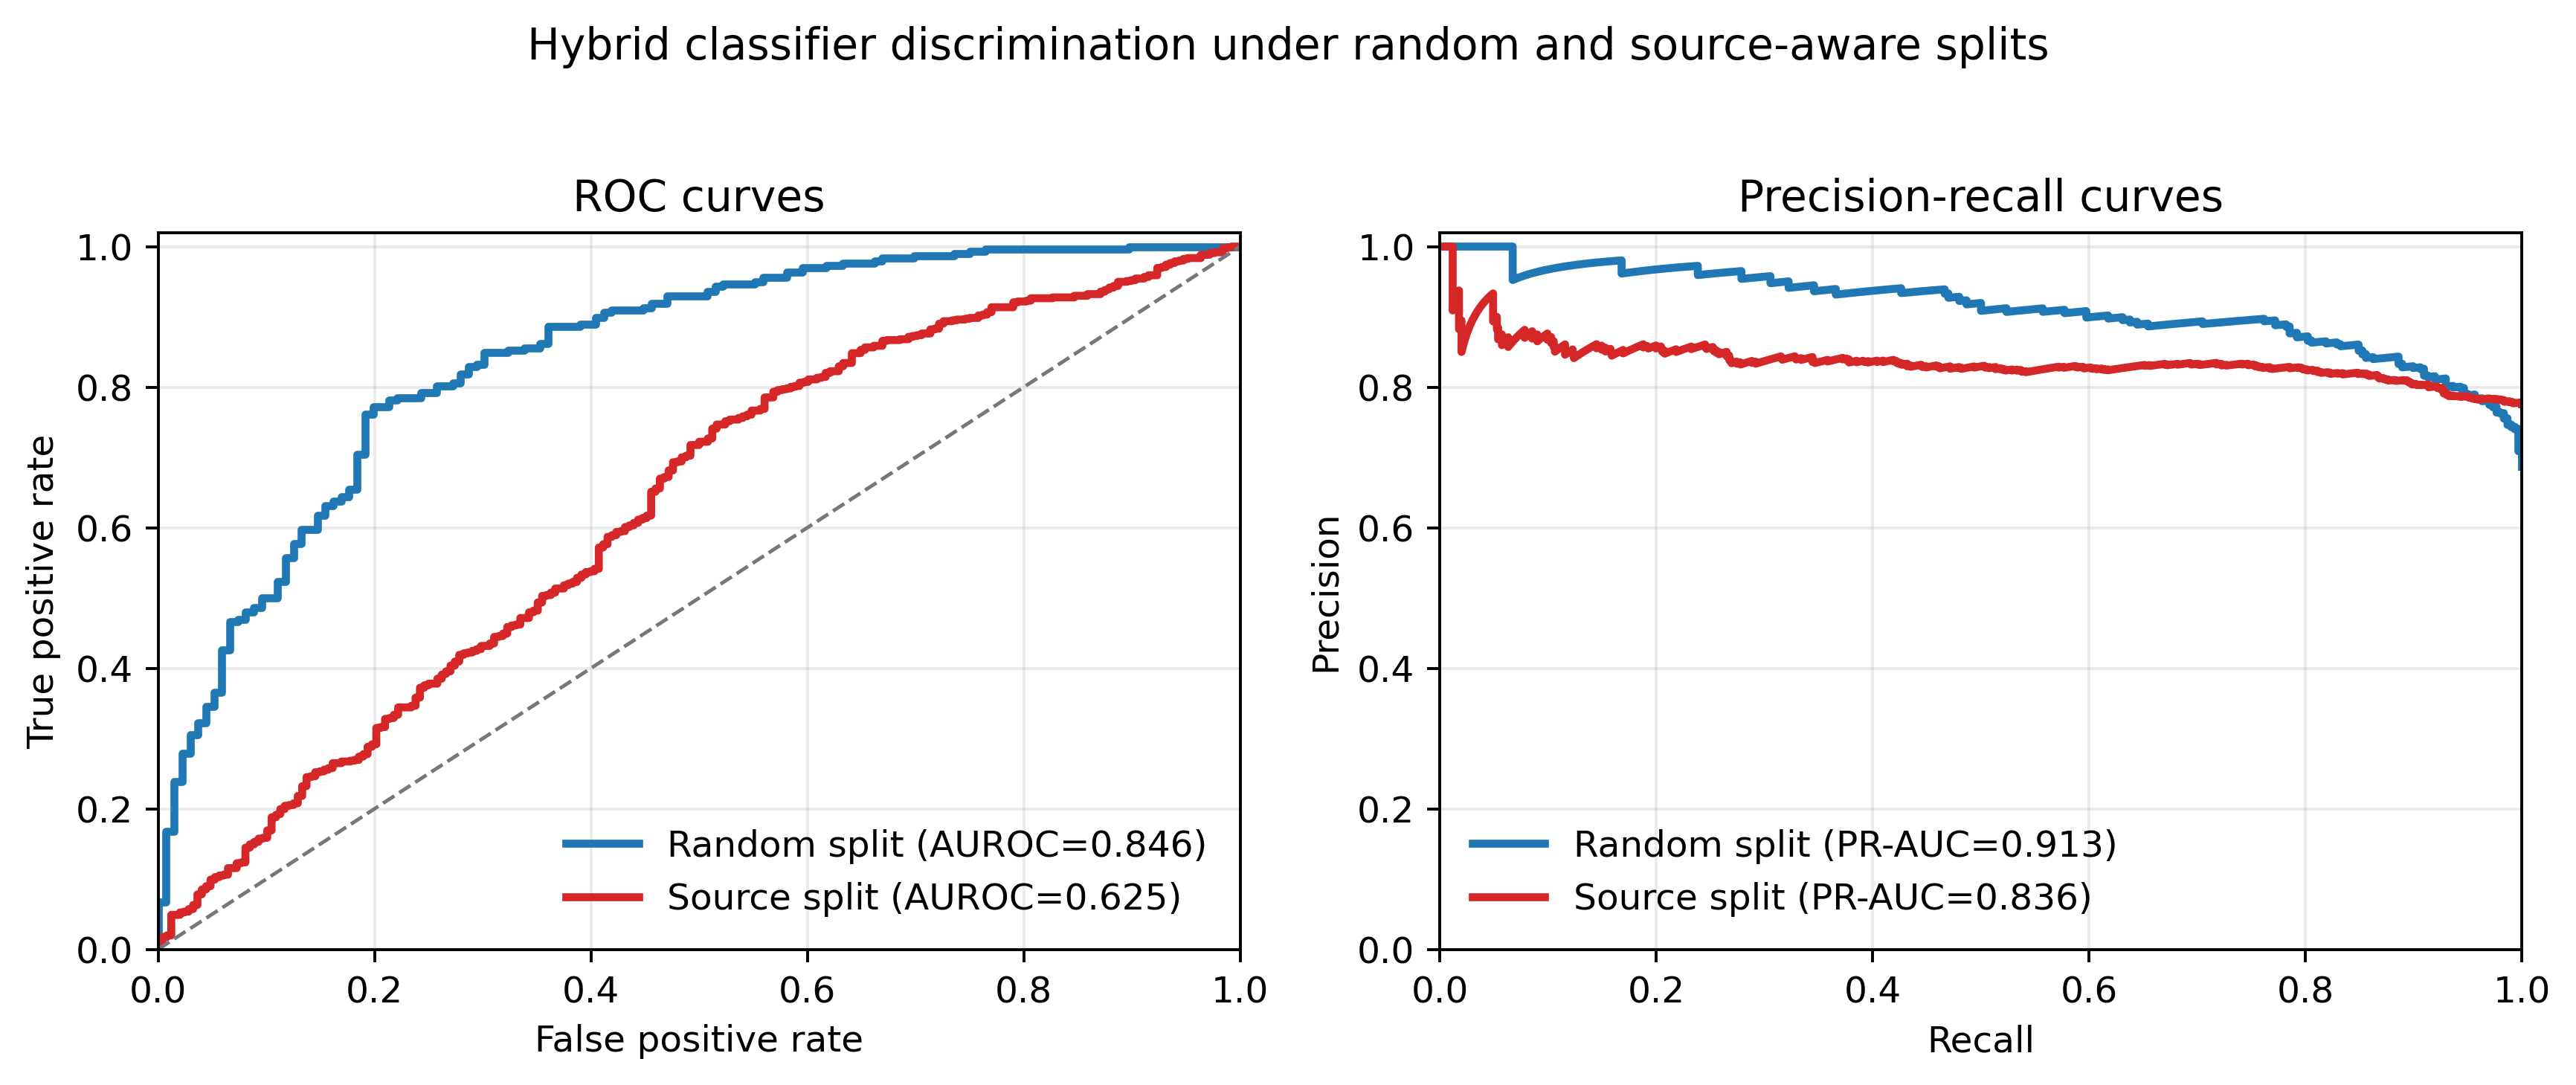 Hybrid classifier discrimination under random and source-aware splits
ROC curves
True positive rate
1.0
0.8
0.6
0.4
0.2
0.0
Random split (AUROC=0.846)
Source split (AUROC=0.625)
0.0 0.2 0.4 0.6 0.8 1.0
False positive rate
Precision-recall curves
Precision
1.0
0.8
0.6
0.4
0.2
0.0
Random split (PR-AUC=0.913)
Source split (PR-AUC=0.836)
0.0 0.2 0.4 0.6 0.8 1.0
Recall